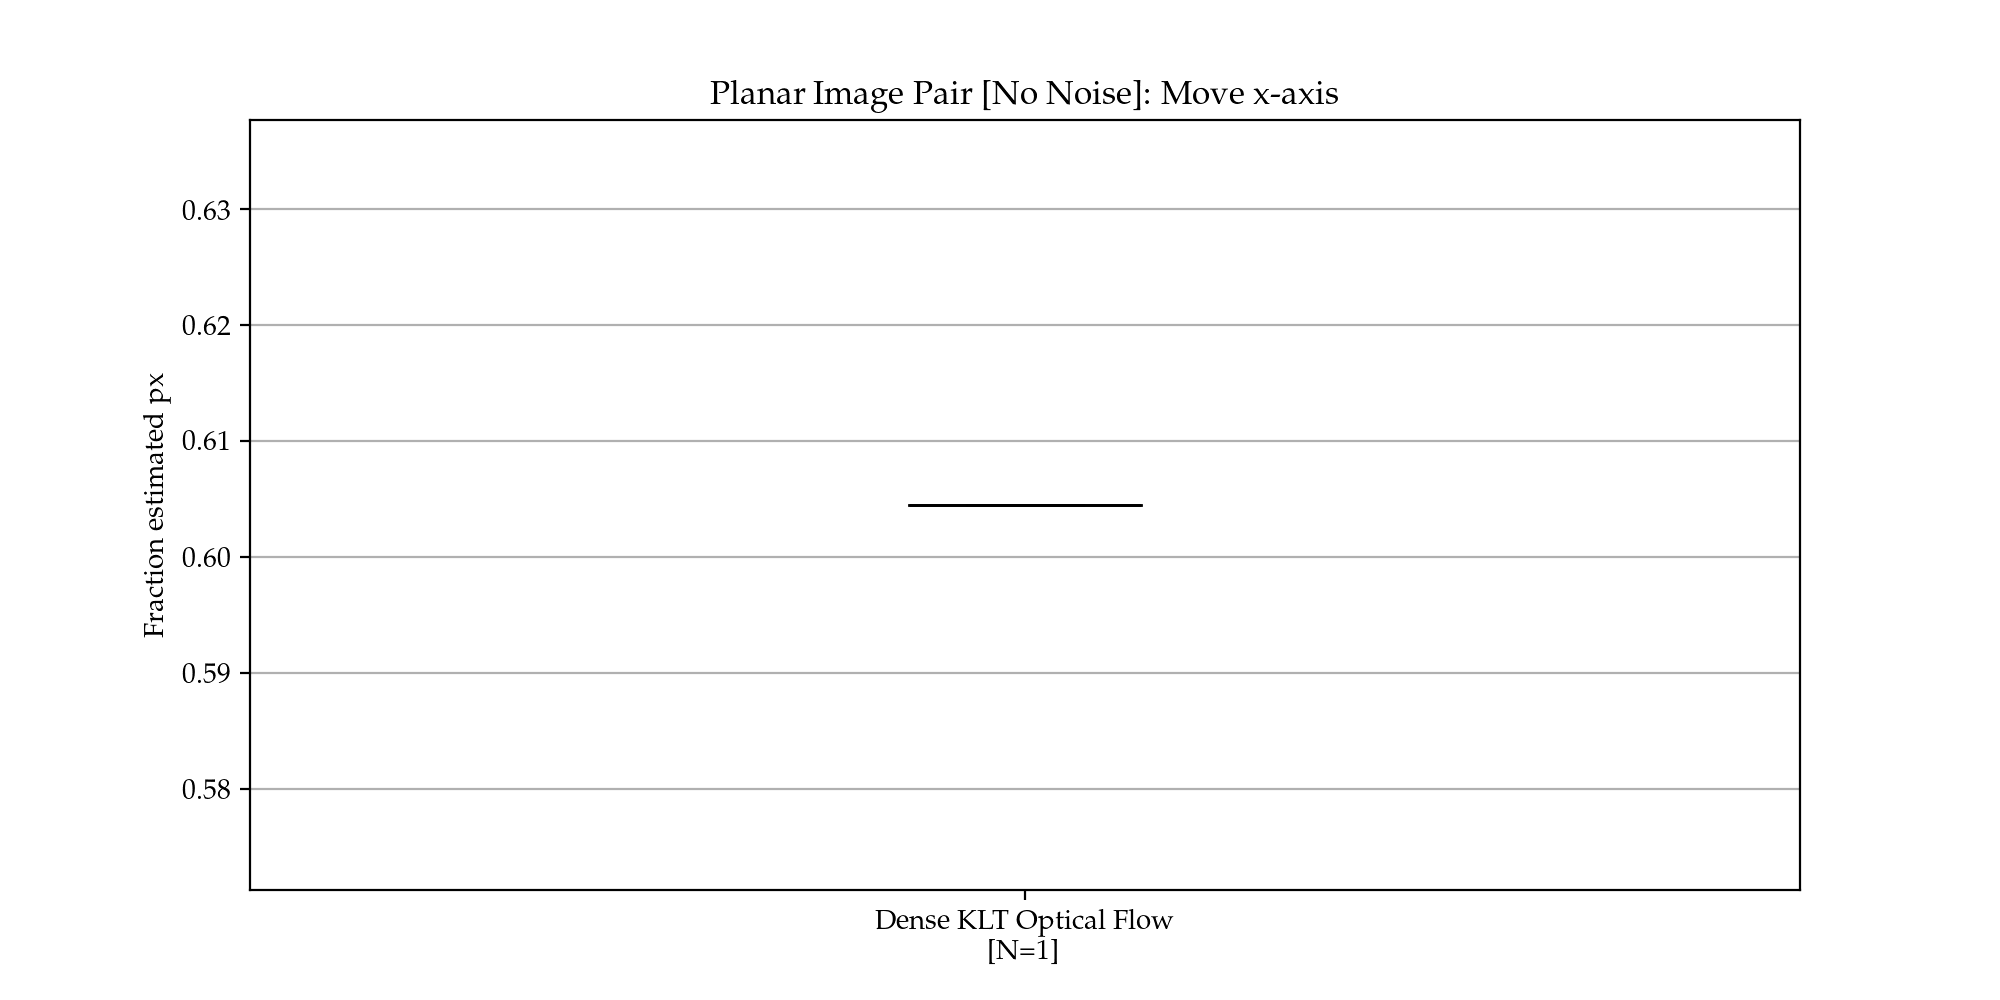 Planar Image Pair [No Noise]: Move x-axis
Fraction estimated px
0.63
0.62
0.61
0.60
0.59
0.58
Dense KLT Optical Flow
[N=1]